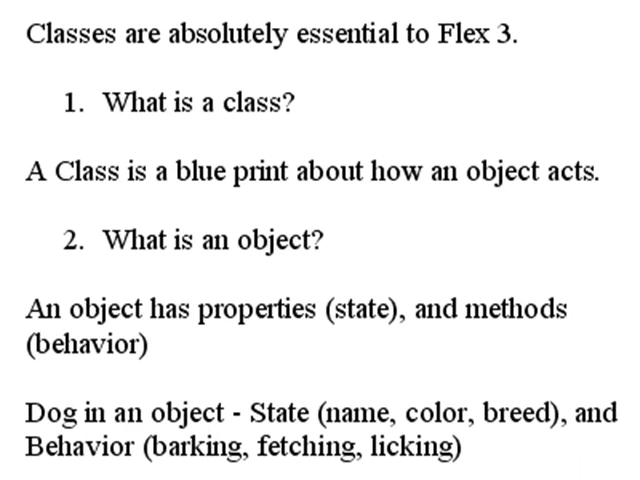 Classes are absolutely essential to Flex 3.
1. What is a class?
A Class is a blue print about how an object acts.
2. What is an object?
An object has properties (state), and methods
(behavior)
Dog in an object - State (name, color, breed), and
Behavior (barking, fetching, licking)